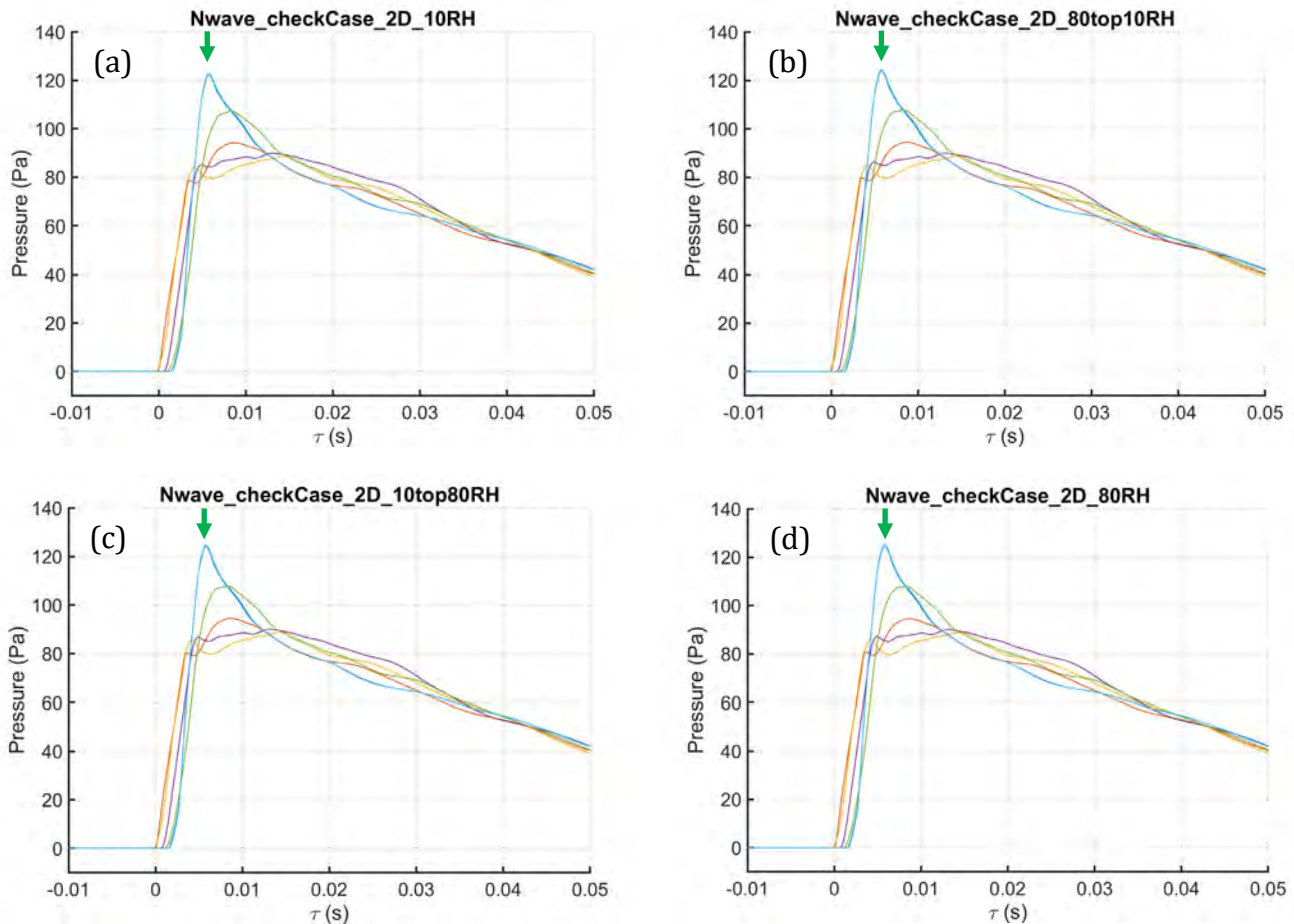 Nwave_checkCase_2D_10RH
(a)
140
120
100
80
60
40
20
0
Pressure (Pa)
-0.01 0 0.01 0.02 0.03 0.04 0.05
τ (s)
Nwave_checkCase_2D_80top10RH
(b)
140
120
100
80
60
40
20
0
Pressure (Pa)
-0.01 0 0.01 0.02 0.03 0.04 0.05
τ (s)
Nwave_checkCase_2D_10top80RH
(c)
140
120
100
80
60
40
20
0
Pressure (Pa)
-0.01 0 0.01 0.02 0.03 0.04 0.05
τ (s)
Nwave_checkCase_2D_80RH
(d)
140
120
100
80
60
40
20
0
Pressure (Pa)
-0.01 0 0.01 0.02 0.03 0.04 0.05
τ (s)